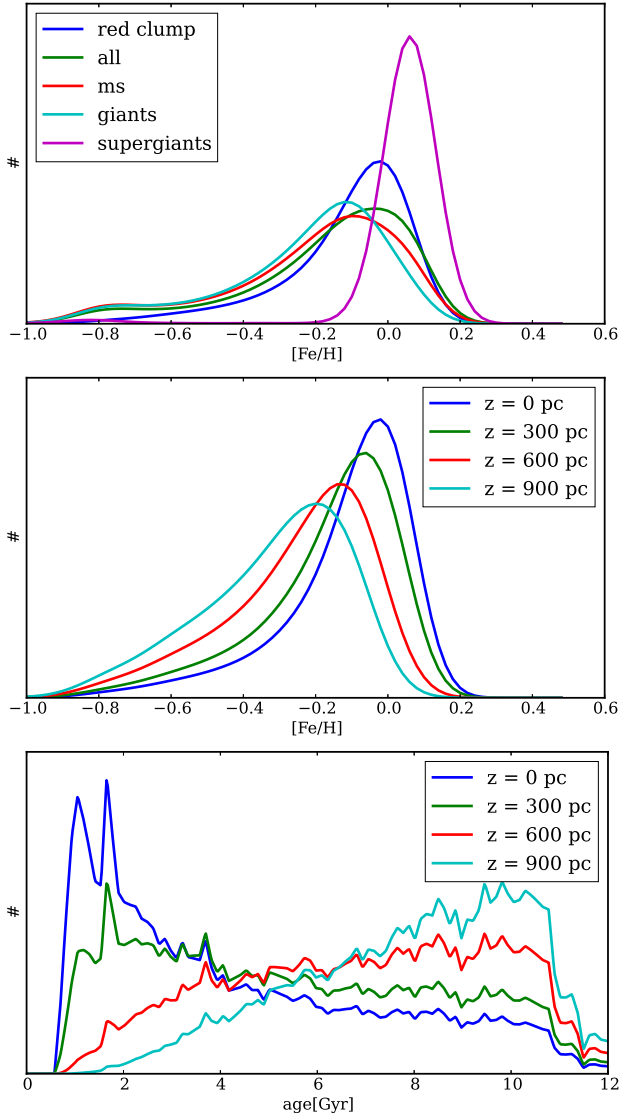 red clump
all
ms
giants
supergiants
#
−1.0 −0.8 −0.6 −0.4 −0.2 0.0 0.2 0.4 0.6
[Fe/H]
z = 0 pc
z = 300 pc
z = 600 pc
z = 900 pc
#
−1.0 −0.8 −0.6 −0.4 −0.2 0.0 0.2 0.4 0.6
[Fe/H]
z = 0 pc
z = 300 pc
z = 600 pc
z = 900 pc
#
0 2 4 6 8 10 12
age[Gyr]